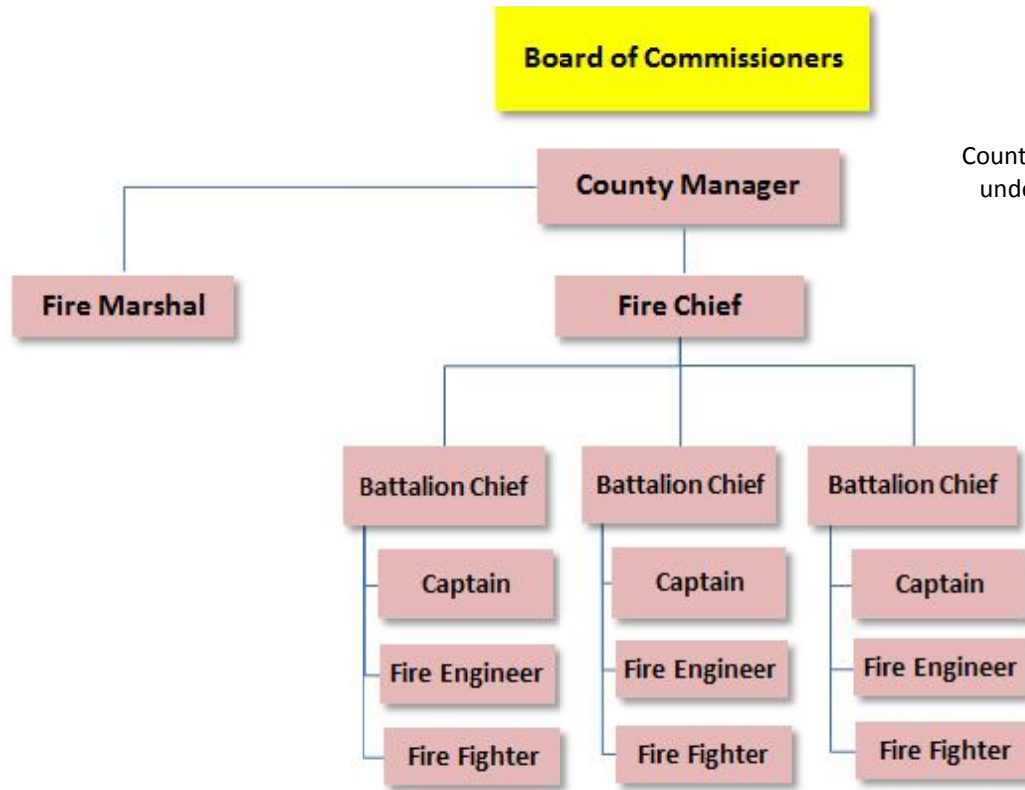 Board of Commissioners
County Manager
Fire Marshal
Fire Chief
Battalion Chief
Battalion Chief
Battalion Chief
Captain
Captain
Captain
Fire Engineer
Fire Engineer
Fire Engineer
Fire Fighter
Fire Fighter
Fire Fighter